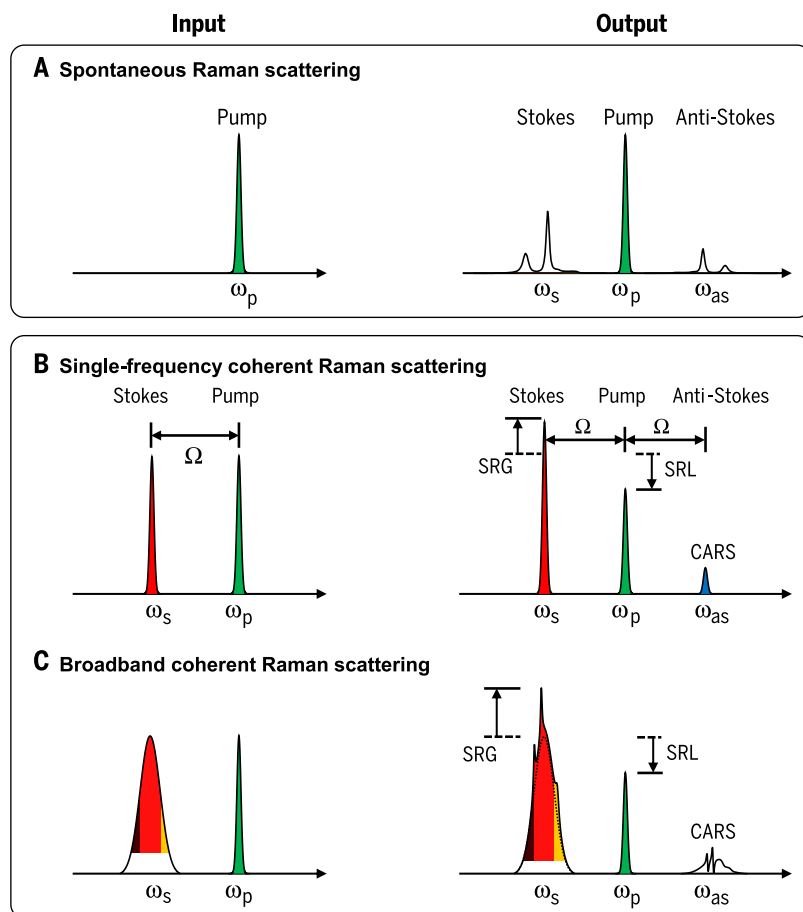 Input Output
A Spontaneous Raman scattering
Pump Stokes Pump Anti-Stokes
ωp ωs ωp ωas
B Single-frequency coherent Raman scattering
Stokes Pump Stokes Pump Anti-Stokes
Ω Ω Ω
SRG SRL
CARS
ωs ωp ωs ωp ωas
C Broadband coherent Raman scattering
SRG SRL
CARS
ωs ωp ωs ωp ωas